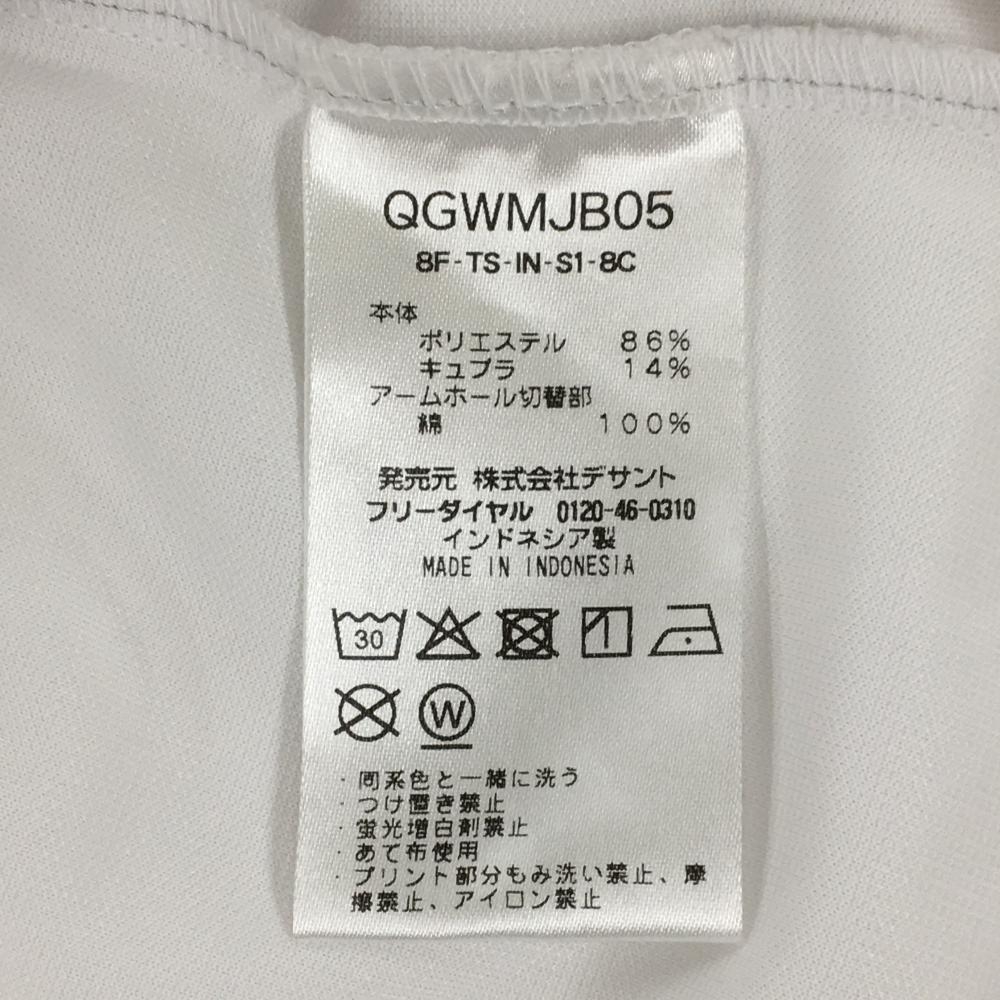 QGWMJB05
8F-TS-IN-S1-8C
本体
ポリエステル 86%
キュプラ 14%
アームホール切替部
綿 100%
発売元 株式会社デサント
フリーダイヤル 0120-46-0310
インドネシア製
MADE IN INDONESIA
30
W
・同系色と一緒に洗う
・つけ置き禁止
・蛍光増白剤禁止
・あて布使用
・プリント部分もみ洗い禁止、摩
擦禁止、アイロン禁止